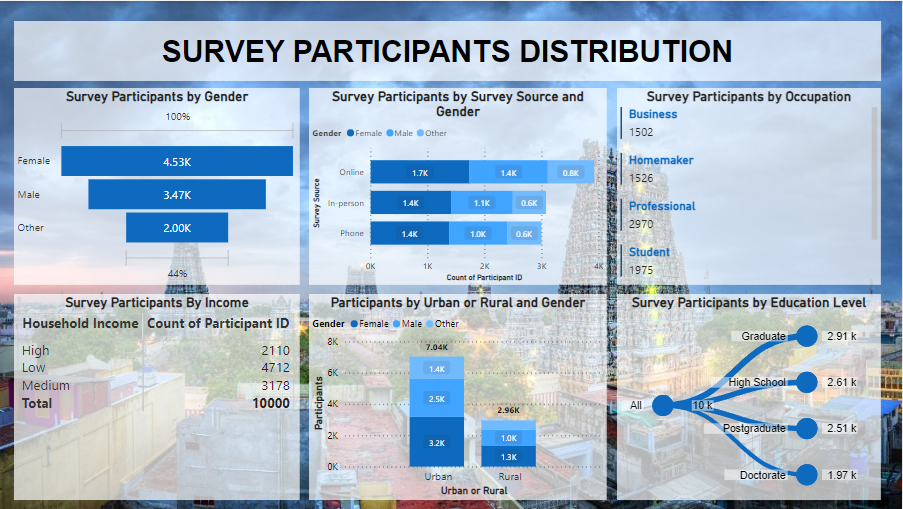 SURVEY PARTICIPANTS DISTRIBUTION
Survey Participants by Gender
100%
Female 4.53K
Male 3.47K
Other 2.00K
44%
Survey Participants by Survey Source and
Gender
Gender Female Male Other
Survey Source
Online 1.7K 1.4K 0.8K
In-person 1.4K 1.1K 0.6K
Phone 1.4K 1.0K 0.6K
0K 1K 2K 3K 4K
Count of Participant ID
Survey Participants by Occupation
Business
1502
Homemaker
1526
Professional
2970
Student
1975
Survey Participants By Income
Household Income Count of Participant ID
High 2110
Low 4712
Medium 3178
Total 10000
Participants by Urban or Rural and Gender
Gender Female Male Other
Participants
8K
6K
4K
2K
0K
7.04K
1.4K
2.5K
3.2K
2.96K
1.0K
1.3K
Urban Rural
Urban or Rural
Survey Participants by Education Level
All 10 k
Graduate 2.91 k
High School 2.61 k
Postgraduate 2.51 k
Doctorate 1.97 k